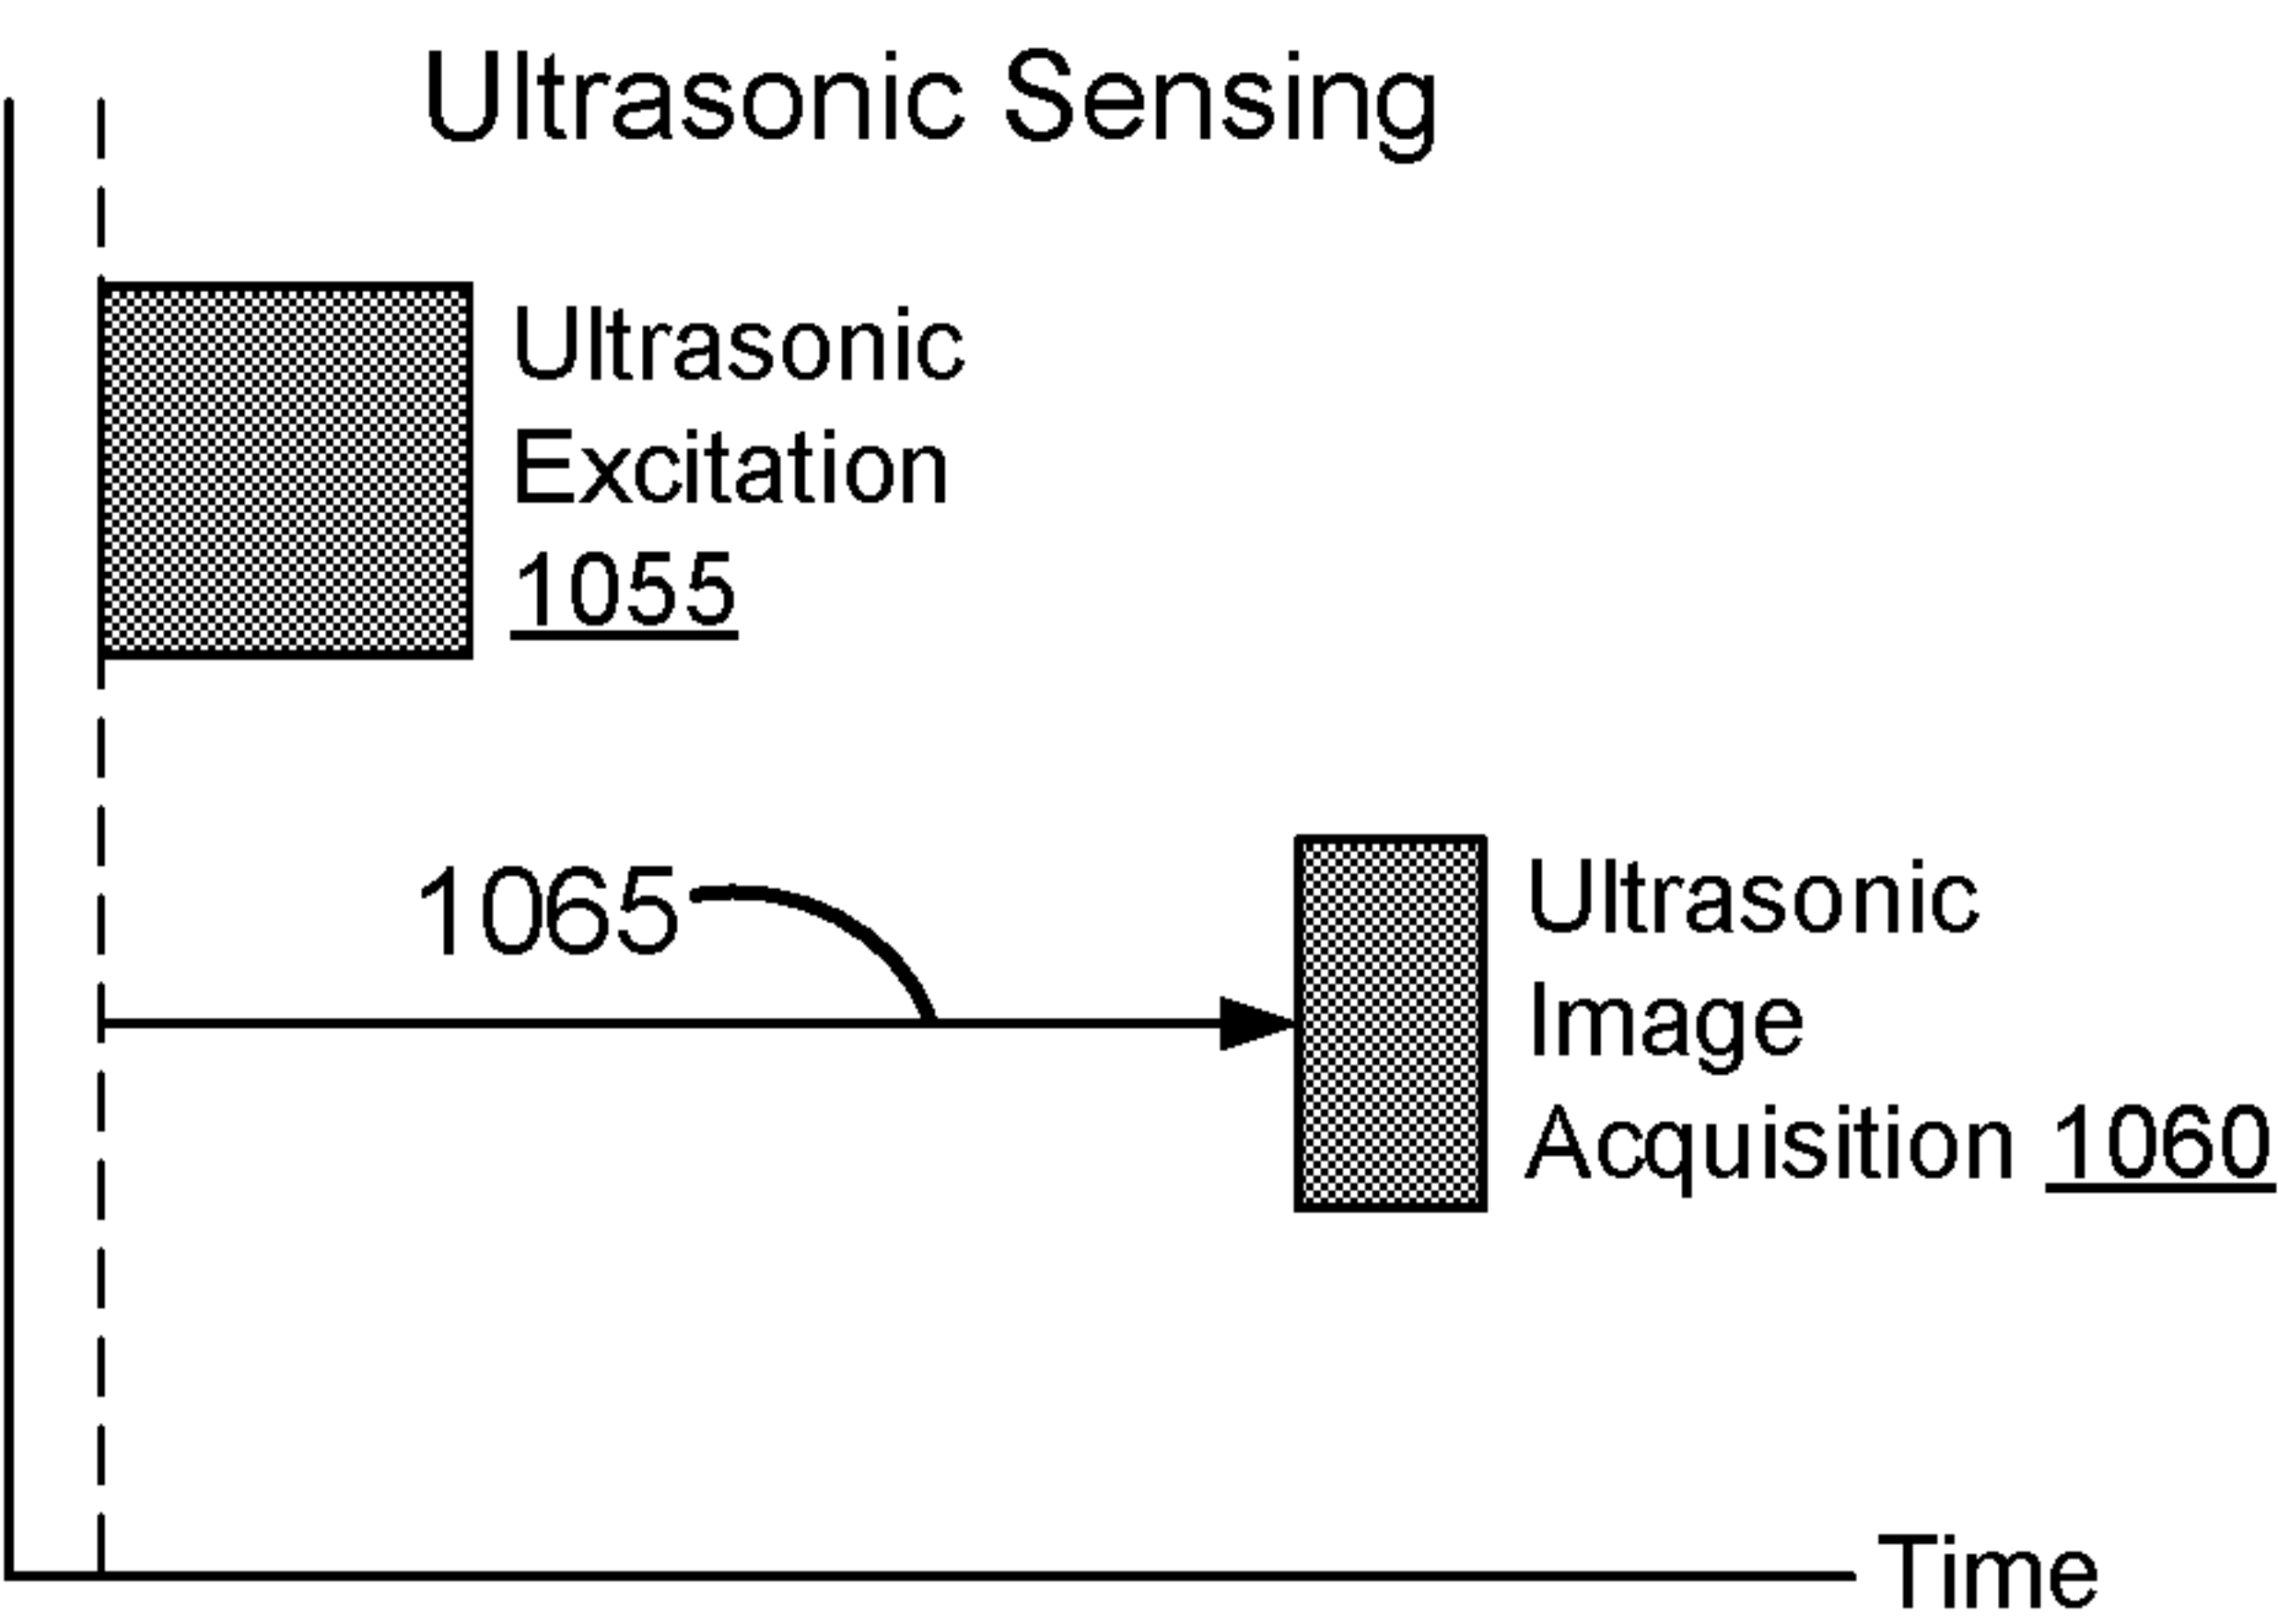 Ultrasonic Sensing
Ultrasonic
Excitation
1055
1065
Ultrasonic
Image
Acquisition 1060
Time